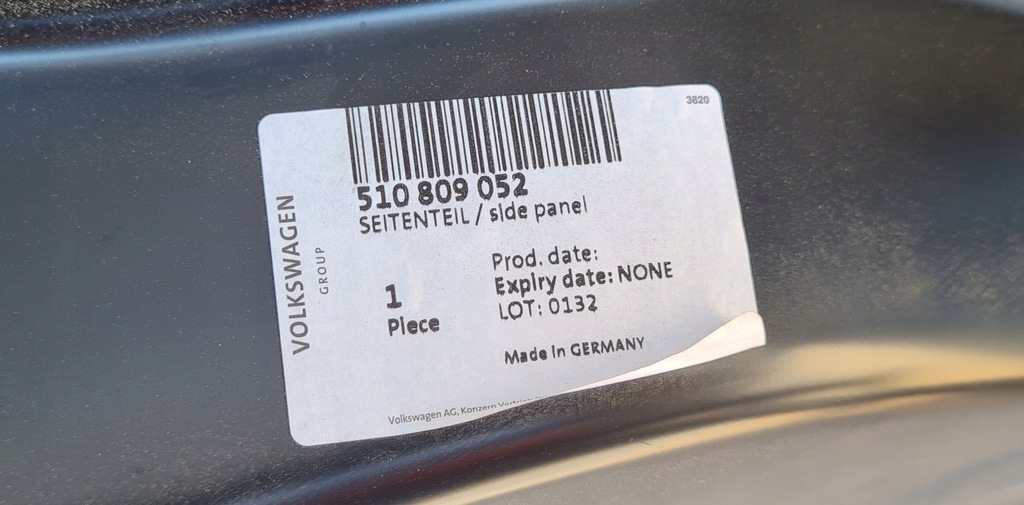 3820
510 809 052
SEITENTEIL / side panel
VOLKSWAGEN
GROUP
1
Piece
Prod. date:
Expiry date: NONE
LOT: 0132
Made in GERMANY
Volkswagen AG, Konzern